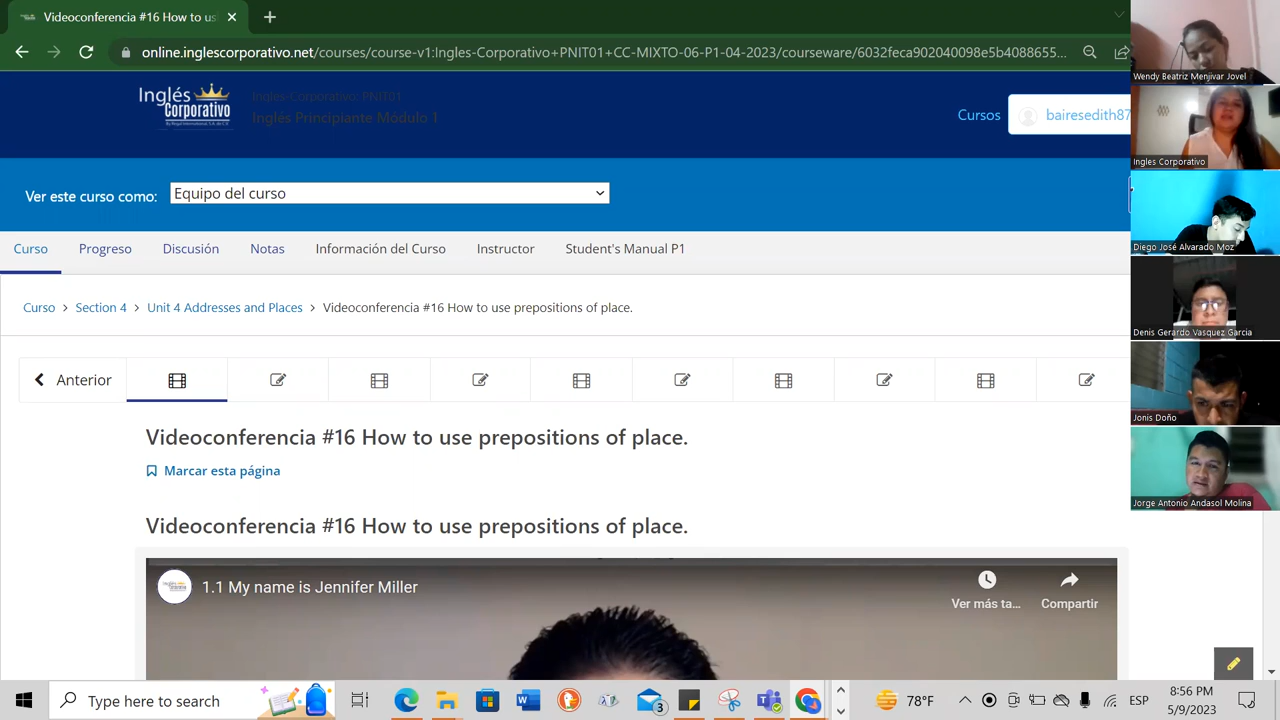 Videoconferencia #16 How to us
online.inglescorporativo.net/courses/course-v1:Ingles-Corporativo+PNIT01+CC-MIXTO-06-P1-04-2023/courseware/6032feca902040098e5b4088655...
Inglés
Corporativo
Ingles-Corporativo: PNIT01
Inglés Principiante Módulo 1
Cursos
bairesedith87
Ver este curso como:
Equipo del curso
Curso
Progreso
Discusión
Notas
Información del Curso
Instructor
Student's Manual P1
Curso > Section 4 > Unit 4 Addresses and Places > Videoconferencia #16 How to use prepositions of place.
Anterior
Videoconferencia #16 How to use prepositions of place.
Marcar esta página
Videoconferencia #16 How to use prepositions of place.
1.1 My name is Jennifer Miller
Ver más ta...
Compartir
Wendy Beatriz Menjivar Jovel
Ingles Corporativo
Diego José Alvarado Moz
Denis Gerardo Vasquez Garcia
Jonis Doño
Jorge Antonio Andasol Molina
Type here to search
3
78°F
ESP
8:56 PM
5/9/2023